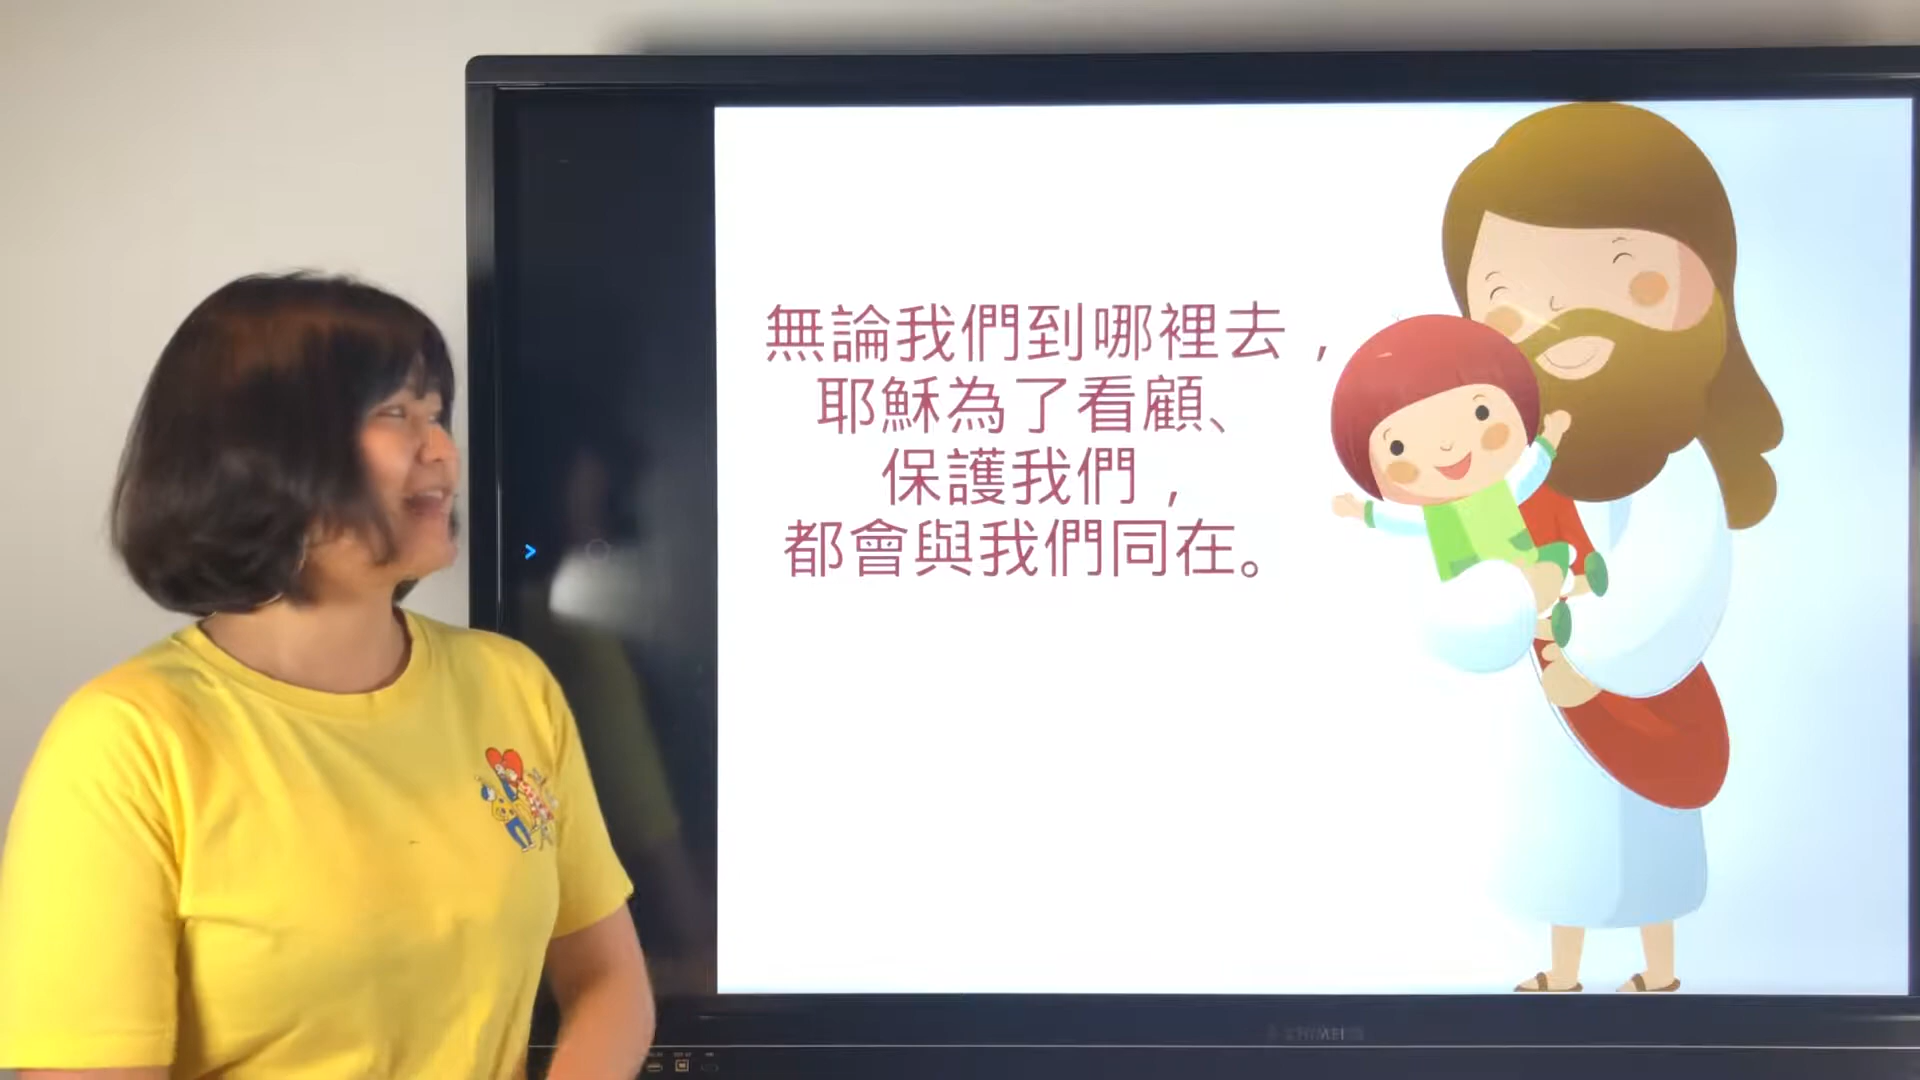 無論我們到哪裡去，
耶穌為了看顧、
保護我們，
都會與我們同在。